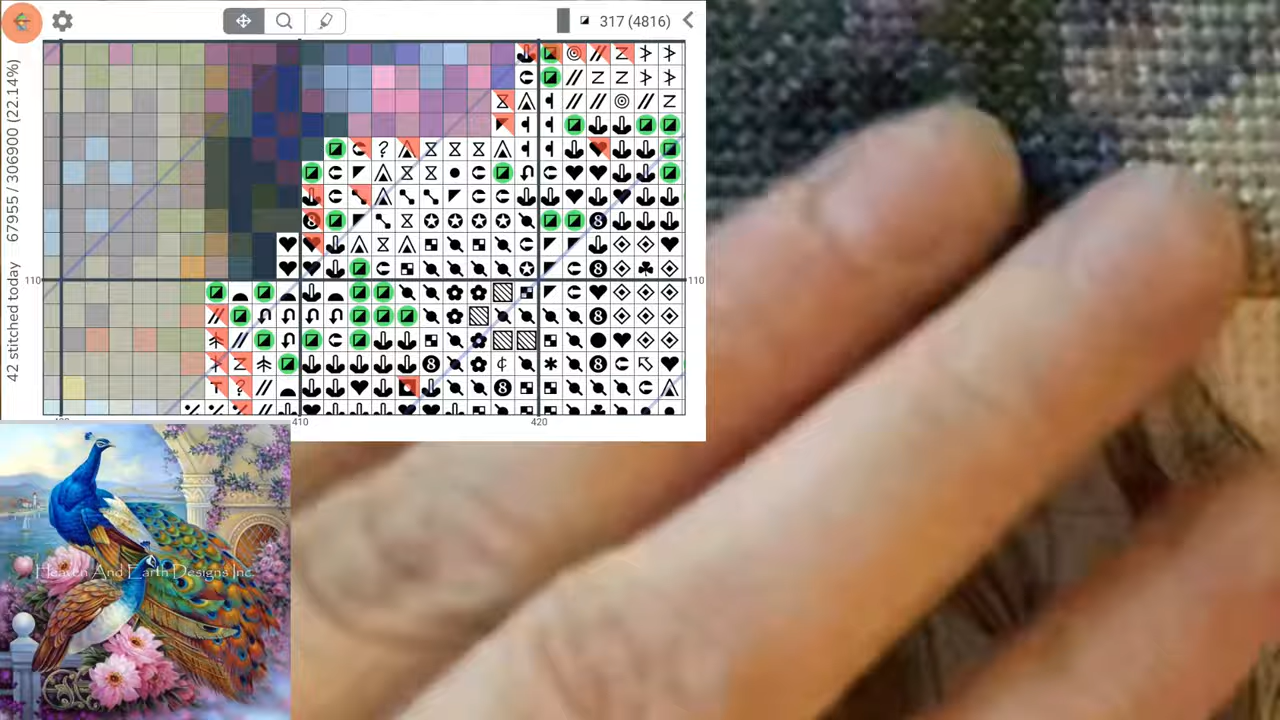 317 (4816)
67955 / 306900 (22.14%)
42 stitched today
110
110
410
420
Heaven And Earth Designs Inc.